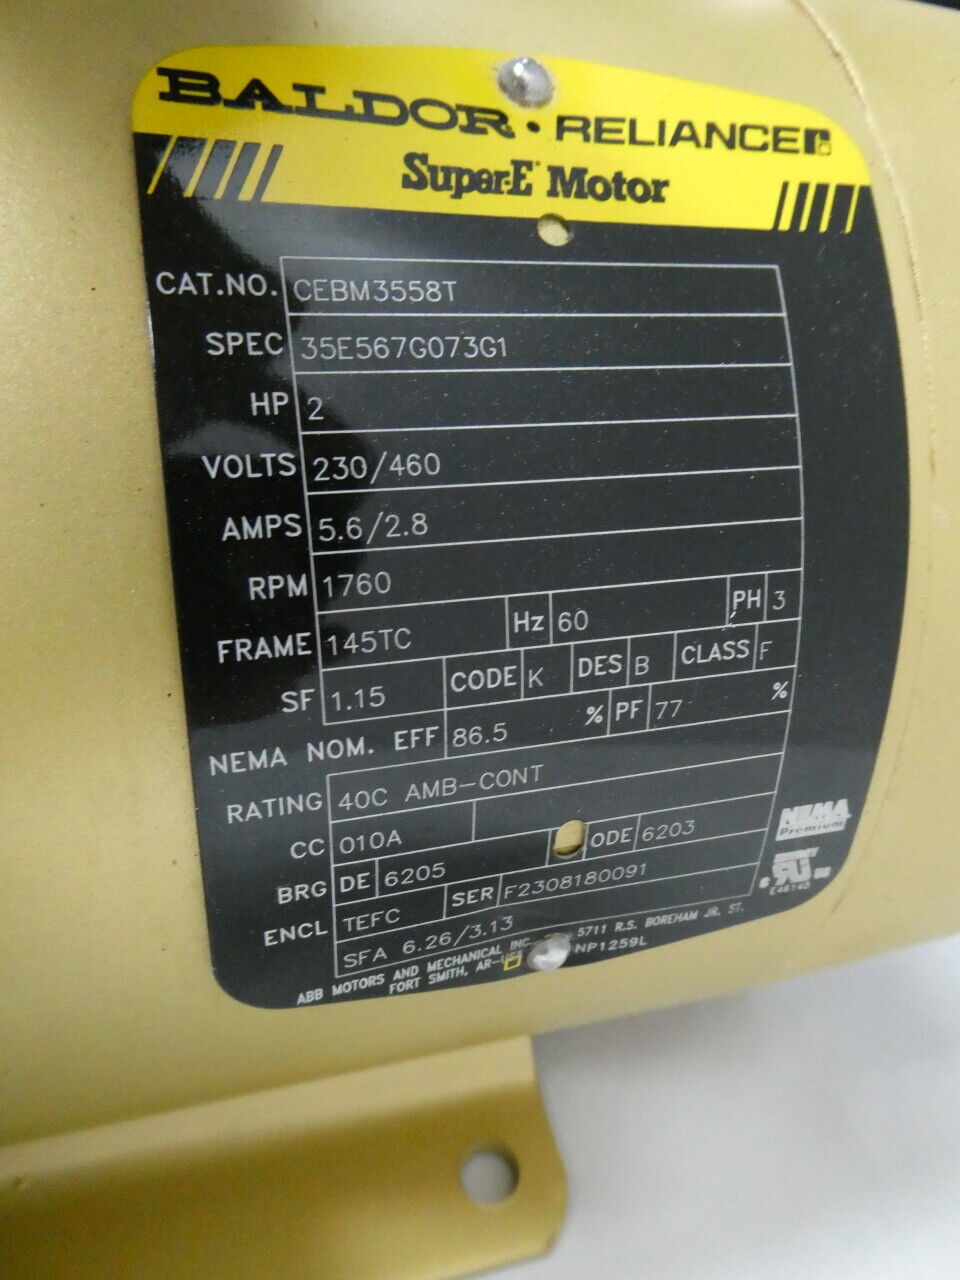 BALDOR • RELIANCE
Super-E Motor
CAT.NO. CEBM3558T
SPEC 35E567G073G1
HP 2
VOLTS 230/460
AMPS 5.6/2.8
RPM 1760
FRAME 145TC Hz 60 PH 3
SF 1.15 CODE K DES B CLASS F
NEMA NOM. EFF 86.5 % PF 77 %
RATING 40C AMB-CONT
CC 010A
BRG DE 6205 ODE 6203
ENCL TEFC SER F2308180091
SFA 6.26/3.13
NEMA
Premium
E46145
ABB MOTORS AND MECHANICAL INC. 5711 R.S. BOREHAM JR. ST.
FORT SMITH, AR-USA NP1259L